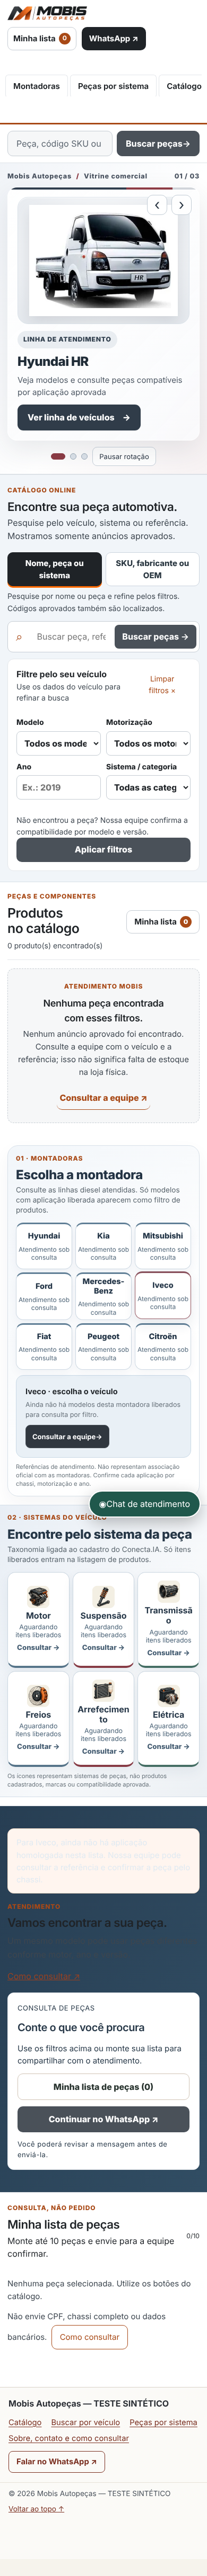 MOBIS
AUTOPEÇAS
Minha lista 0
WhatsApp ↗
Montadoras
Peças por sistema
Catálogo
Peça, código SKU ou
Buscar peças→
Mobis Autopeças / Vitrine comercial
01 / 03
LINHA DE ATENDIMENTO
Hyundai HR
Veja modelos e consulte peças compatíveis
por aplicação aprovada
Ver linha de veículos →
Pausar rotação
CATÁLOGO ONLINE
Encontre sua peça automotiva.
Pesquise pelo veículo, sistema ou referência.
Mostramos somente anúncios aprovados.
Nome, peça ou
sistema
SKU, fabricante ou
OEM
Pesquise por nome ou peça e refine pelos filtros.
Códigos aprovados também são localizados.
Buscar peça, refe
Buscar peças →
Filtre pelo seu veículo
Use os dados do veículo para
refinar a busca
Limpar
filtros ×
Modelo
Motorização
Todos os mode
Todos os motor
Ano
Sistema / categoria
Ex.: 2019
Todas as categ
Não encontrou a peça? Nossa equipe confirma a
compatibilidade por modelo e versão.
Aplicar filtros
PEÇAS E COMPONENTES
Produtos
no catálogo
Minha lista 0
0 produto(s) encontrado(s)
ATENDIMENTO MOBIS
Nenhuma peça encontrada
com esses filtros.
Nenhum anúncio aprovado foi encontrado.
Consulte a equipe com o veículo e a
referência; isso não significa falta de estoque
na loja física.
Consultar a equipe ↗
01 · MONTADORAS
Escolha a montadora
Consulte as linhas diesel atendidas. Só modelos
com aplicação liberada aparecem como filtro de
produtos.
Hyundai
Atendimento sob
consulta
Kia
Atendimento sob
consulta
Mitsubishi
Atendimento sob
consulta
Ford
Atendimento sob
consulta
Mercedes-
Benz
Atendimento sob
consulta
Iveco
Atendimento sob
consulta
Fiat
Atendimento sob
consulta
Peugeot
Atendimento sob
consulta
Citroën
Atendimento sob
consulta
Iveco · escolha o veículo
Ainda não há modelos desta montadora liberados
para consulta por filtro.
Consultar a equipe→
Referências de atendimento. Não representam associação
oficial com as montadoras. Confirme cada aplicação por
chassi, motorização e ano.
Chat de atendimento
02 · SISTEMAS DO VEÍCULO
Encontre pelo sistema da peça
Taxonomia ligada ao cadastro do Conecta.IA. Só itens
liberados entram na listagem de produtos.
Motor
Aguardando
itens liberados
Consultar →
Suspensão
Aguardando
itens liberados
Consultar →
Transmissã
o
Aguardando
itens liberados
Consultar →
Freios
Aguardando
itens liberados
Consultar →
Arrefecimen
to
Aguardando
itens liberados
Consultar →
Elétrica
Aguardando
itens liberados
Consultar →
Os ícones representam sistemas de peças, não produtos
cadastrados, marcas ou compatibilidade aprovada.
ATENDIMENTO
Vamos encontrar a sua peça.
Como consultar ↗
CONSULTA DE PEÇAS
Conte o que você procura
Use os filtros acima ou monte sua lista para
compartilhar com o atendimento.
Minha lista de peças (0)
Continuar no WhatsApp ↗
Você poderá revisar a mensagem antes de
enviá-la.
CONSULTA, NÃO PEDIDO
Minha lista de peças
Monte até 10 peças e envie para a equipe
confirmar.
0/10
Nenhuma peça selecionada. Utilize os botões do
catálogo.
Não envie CPF, chassi completo ou dados
bancários.
Como consultar
Mobis Autopeças — TESTE SINTÉTICO
Catálogo
Buscar por veículo
Peças por sistema
Sobre, contato e como consultar
Falar no WhatsApp ↗
© 2026 Mobis Autopeças — TESTE SINTÉTICO
Voltar ao topo ↑